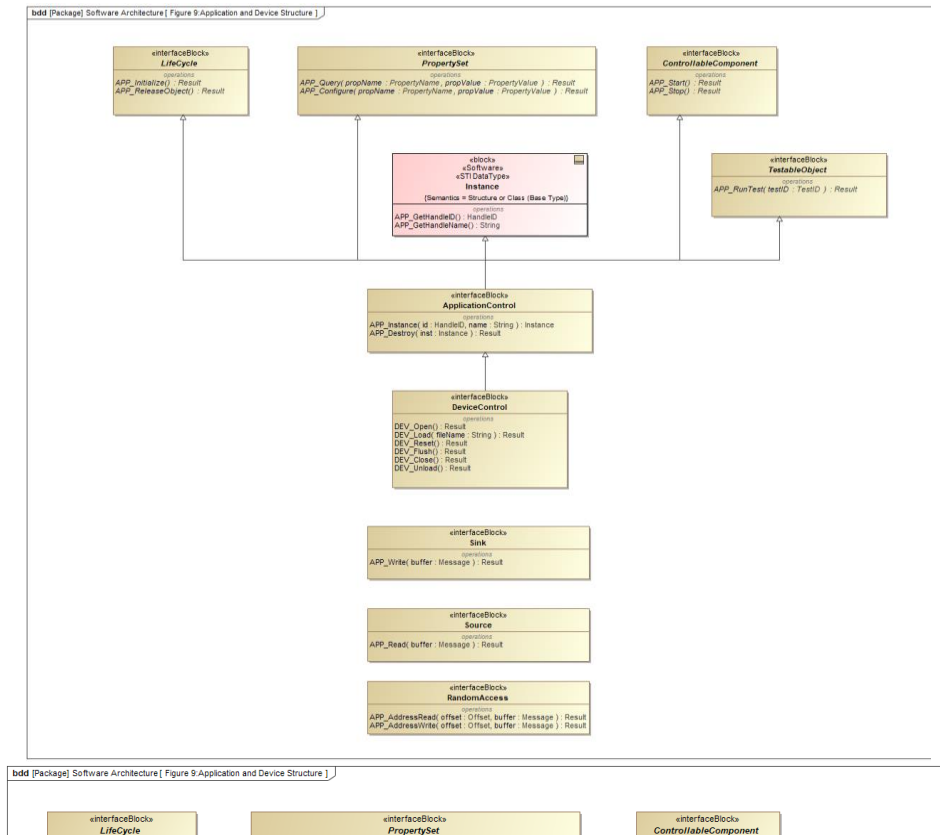 bdd [Package] Software Architecture [ Figure 9:Application and Device Structure ]
«interfaceBlock»
LifeCycle
operations
APP_Initialize() : Result
APP_ReleaseObject() : Result
«interfaceBlock»
PropertySet
operations
APP_Query( propName : PropertyName, propValue : PropertyValue ) : Result
APP_Configure( propName : PropertyName, propValue : PropertyValue ) : Result
«interfaceBlock»
ControllableComponent
operations
APP_Start() : Result
APP_Stop() : Result
«block»
«Software»
«STI DataType»
Instance
{Semantics = Structure or Class (Base Type)}
operations
APP_GetHandleID() : HandleID
APP_GetHandleName() : String
«interfaceBlock»
TestableObject
operations
APP_RunTest( testID : TestID ) : Result
«interfaceBlock»
ApplicationControl
operations
APP_Instance( id : HandleID, name : String ) : Instance
APP_Destroy( inst : Instance ) : Result
«interfaceBlock»
DeviceControl
operations
DEV_Open() : Result
DEV_Load( fileName : String ) : Result
DEV_Reset() : Result
DEV_Flush() : Result
DEV_Close() : Result
DEV_Unload() : Result
«interfaceBlock»
Sink
operations
APP_Write( buffer : Message ) : Result
«interfaceBlock»
Source
operations
APP_Read( buffer : Message ) : Result
«interfaceBlock»
RandomAccess
operations
APP_AddressRead( offset : Offset, buffer : Message ) : Result
APP_AddressWrite( offset : Offset, buffer : Message ) : Result
bdd [Package] Software Architecture [ Figure 9:Application and Device Structure ]
«interfaceBlock»
LifeCycle
«interfaceBlock»
PropertySet
«interfaceBlock»
ControllableComponent